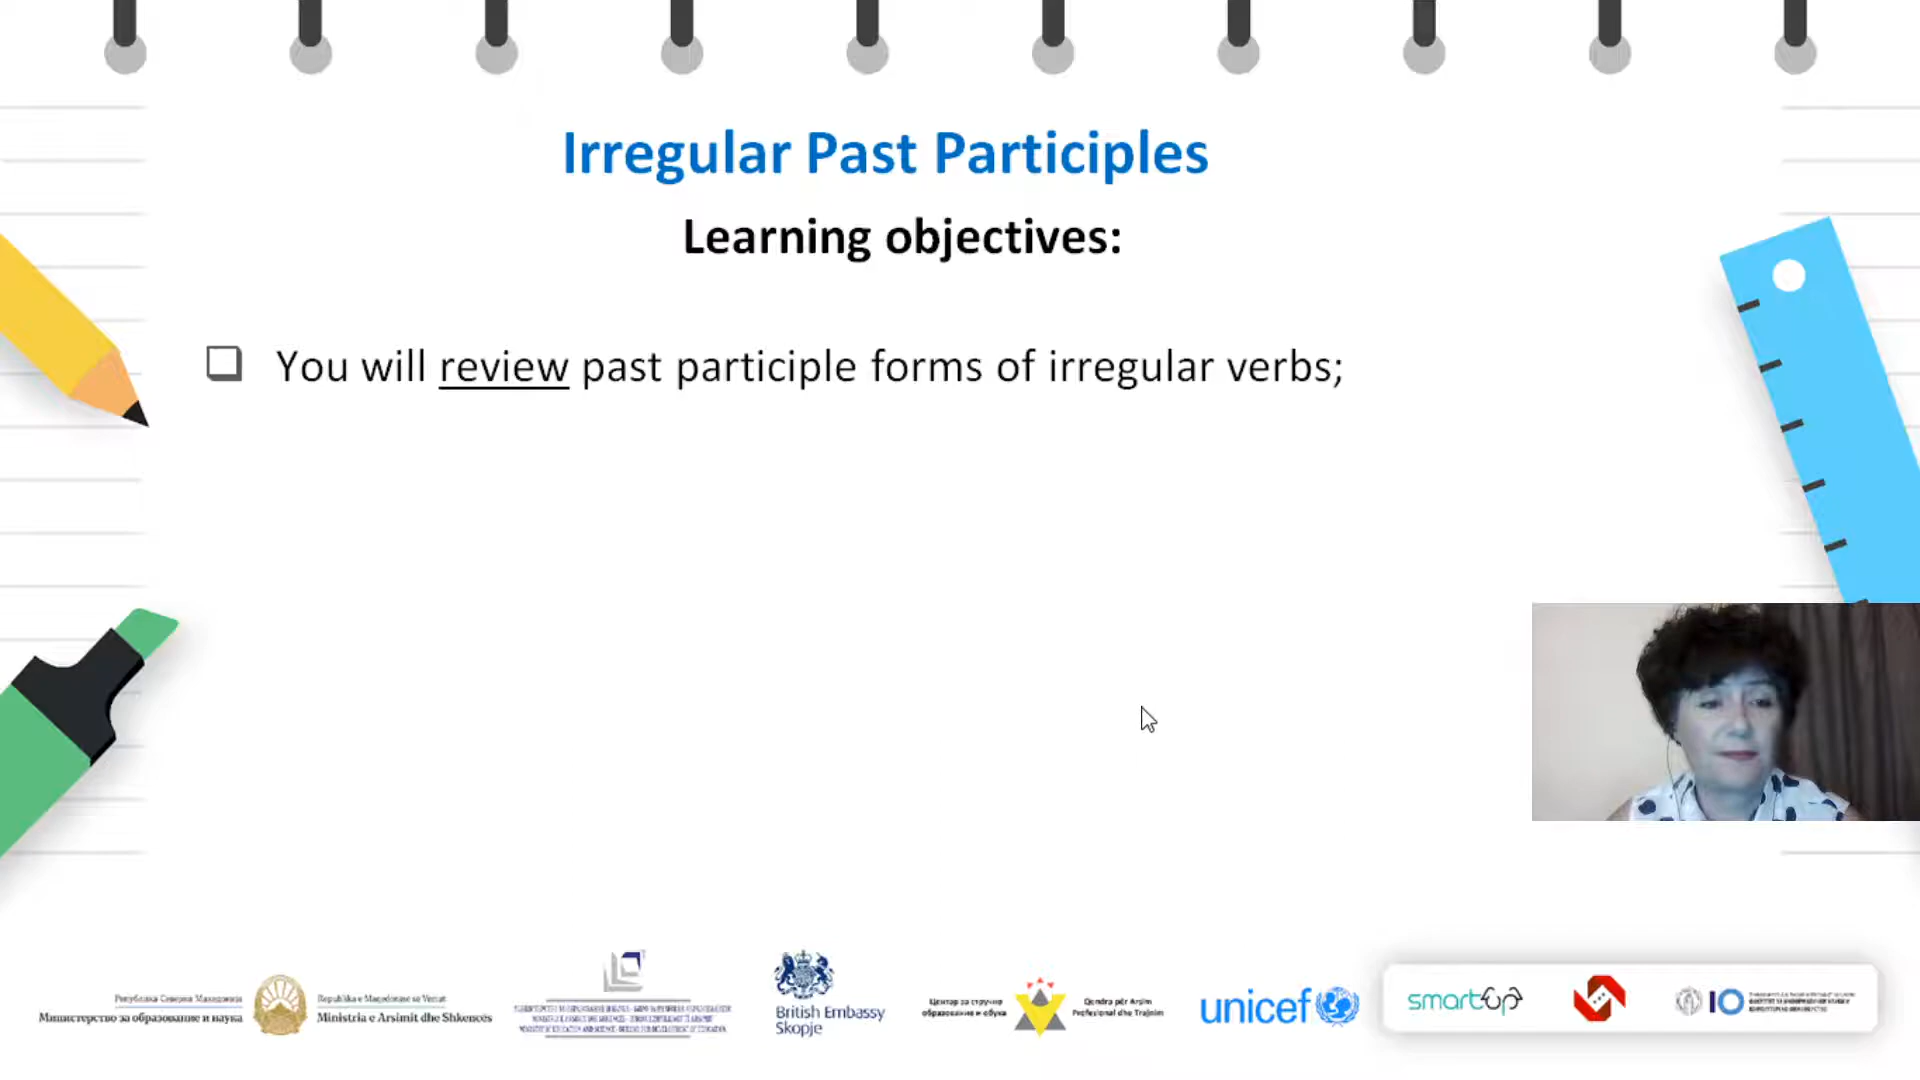 Irregular Past Participles
Learning objectives:
❑ You will review past participle forms of irregular verbs;
Република Северна Македонија
Министерство за образование и наука
Republika e Maqedonisë së Veriut
Ministria e Arsimit dhe Shkencës
British Embassy
Skopje
Центар за стручно
образование и обука
Qendra për Arsim
Profesional dhe Trajnim
unicef
smartup